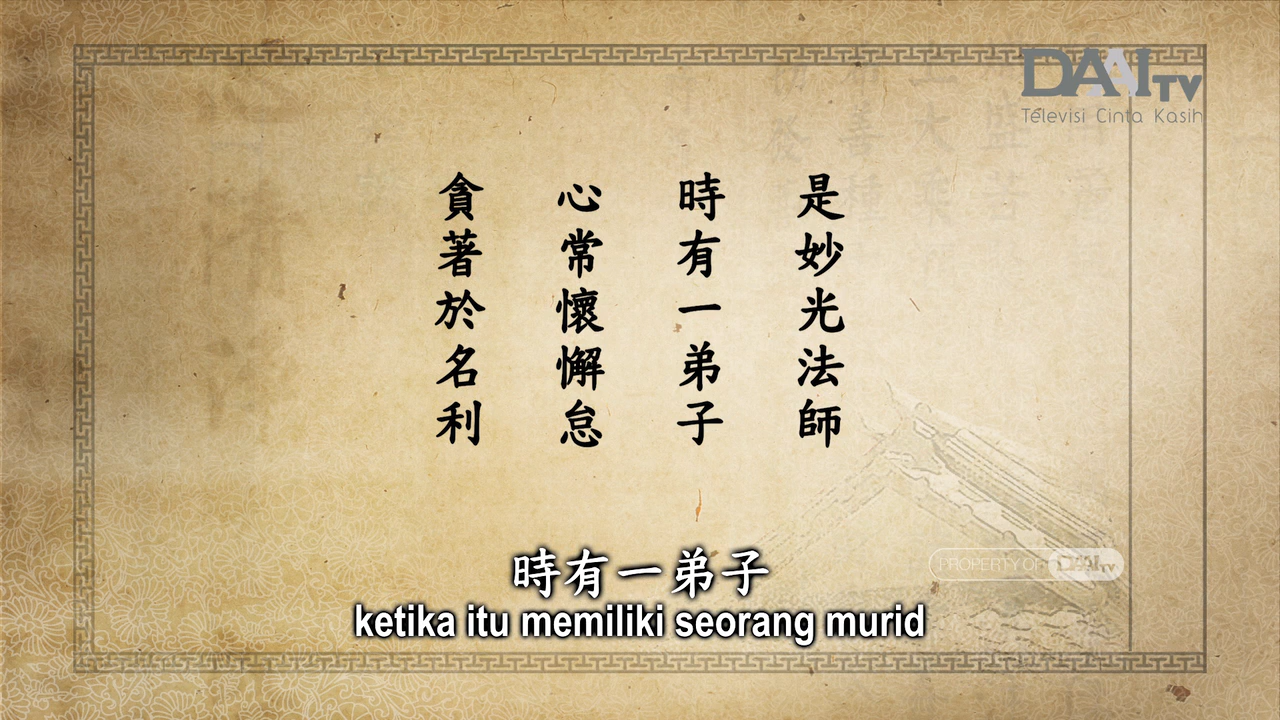 DAAI TV
Televisi Cinta Kasih
是妙光法師
時有一弟子
心常懷懈怠
貪著於名利
PROPERTY OF DAAI TV
時有一弟子
ketika itu memiliki seorang murid